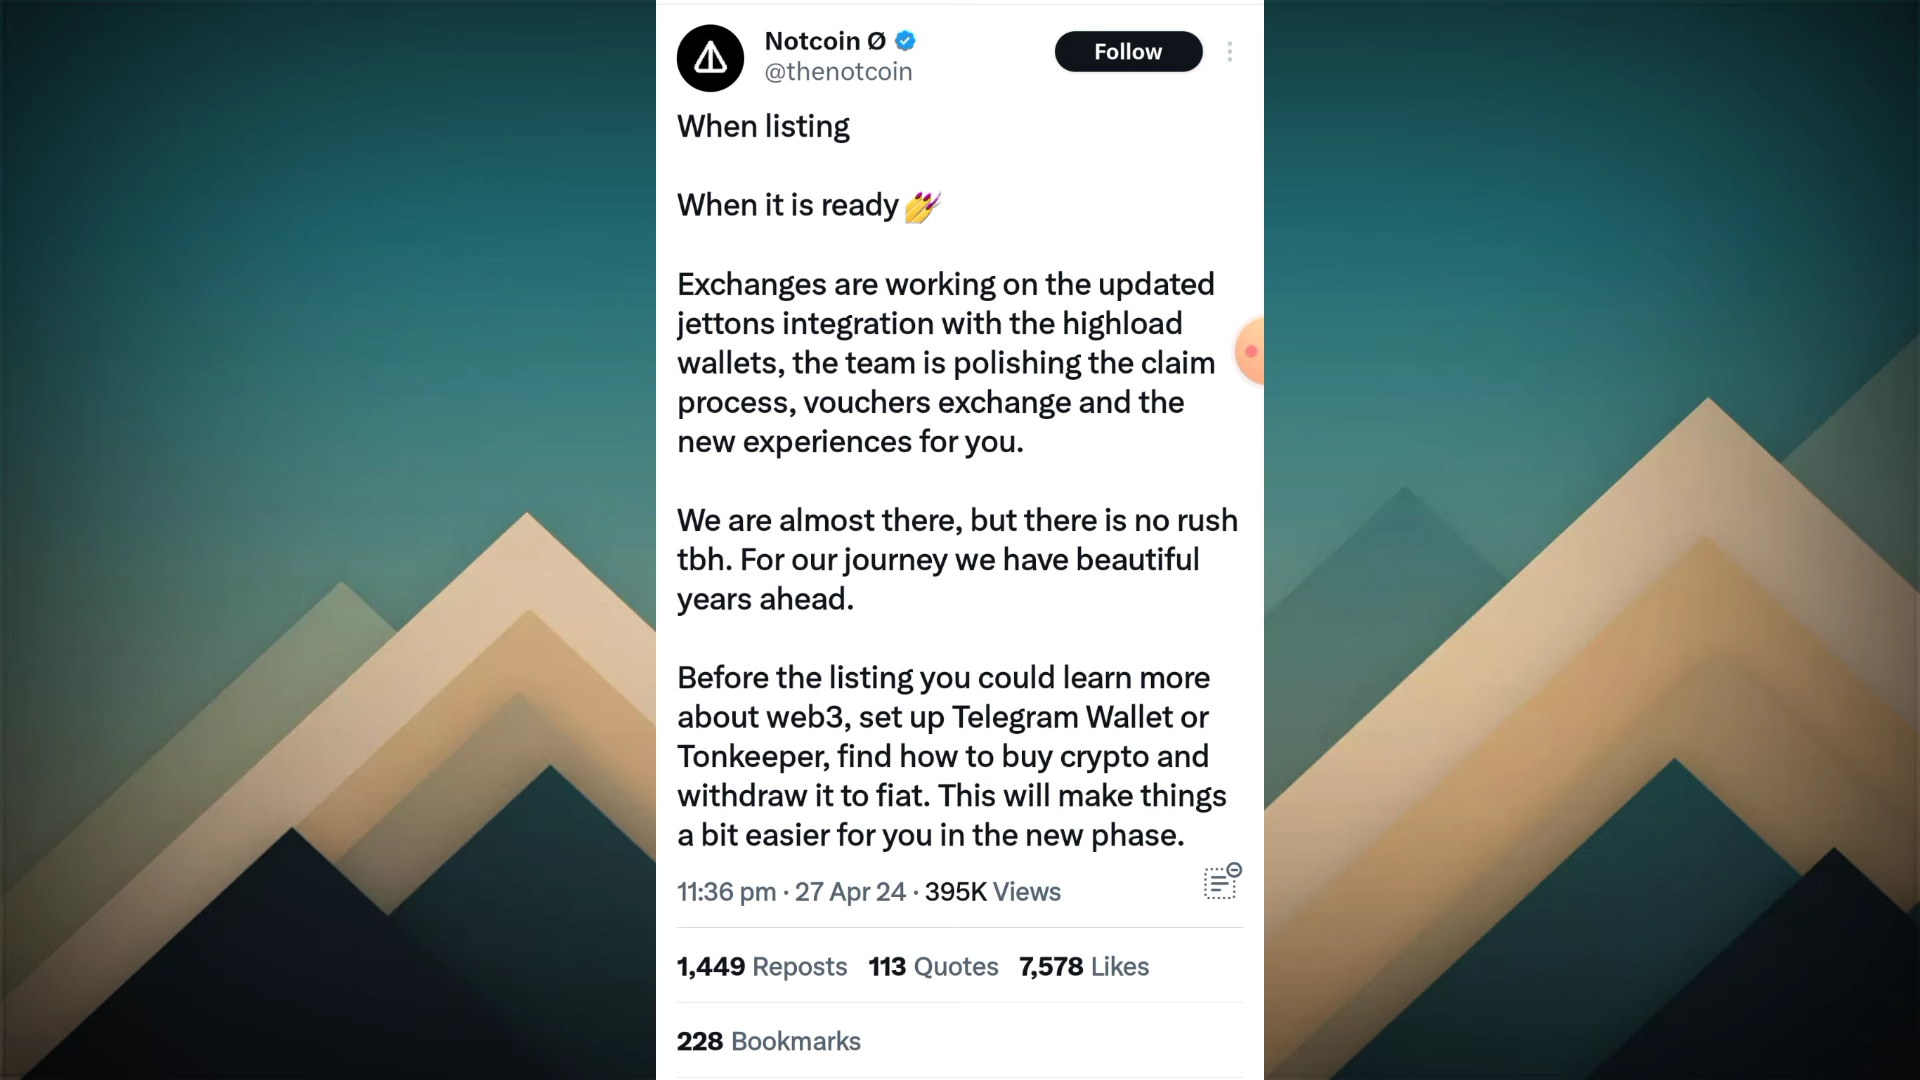 Notcoin Ø
@thenotcoin
Follow
When listing
When it is ready 💅
Exchanges are working on the updated
jettons integration with the highload
wallets, the team is polishing the claim
process, vouchers exchange and the
new experiences for you.
We are almost there, but there is no rush
tbh. For our journey we have beautiful
years ahead.
Before the listing you could learn more
about web3, set up Telegram Wallet or
Tonkeeper, find how to buy crypto and
withdraw it to fiat. This will make things
a bit easier for you in the new phase.
11:36 pm · 27 Apr 24 · 395K Views
1,449 Reposts 113 Quotes 7,578 Likes
228 Bookmarks